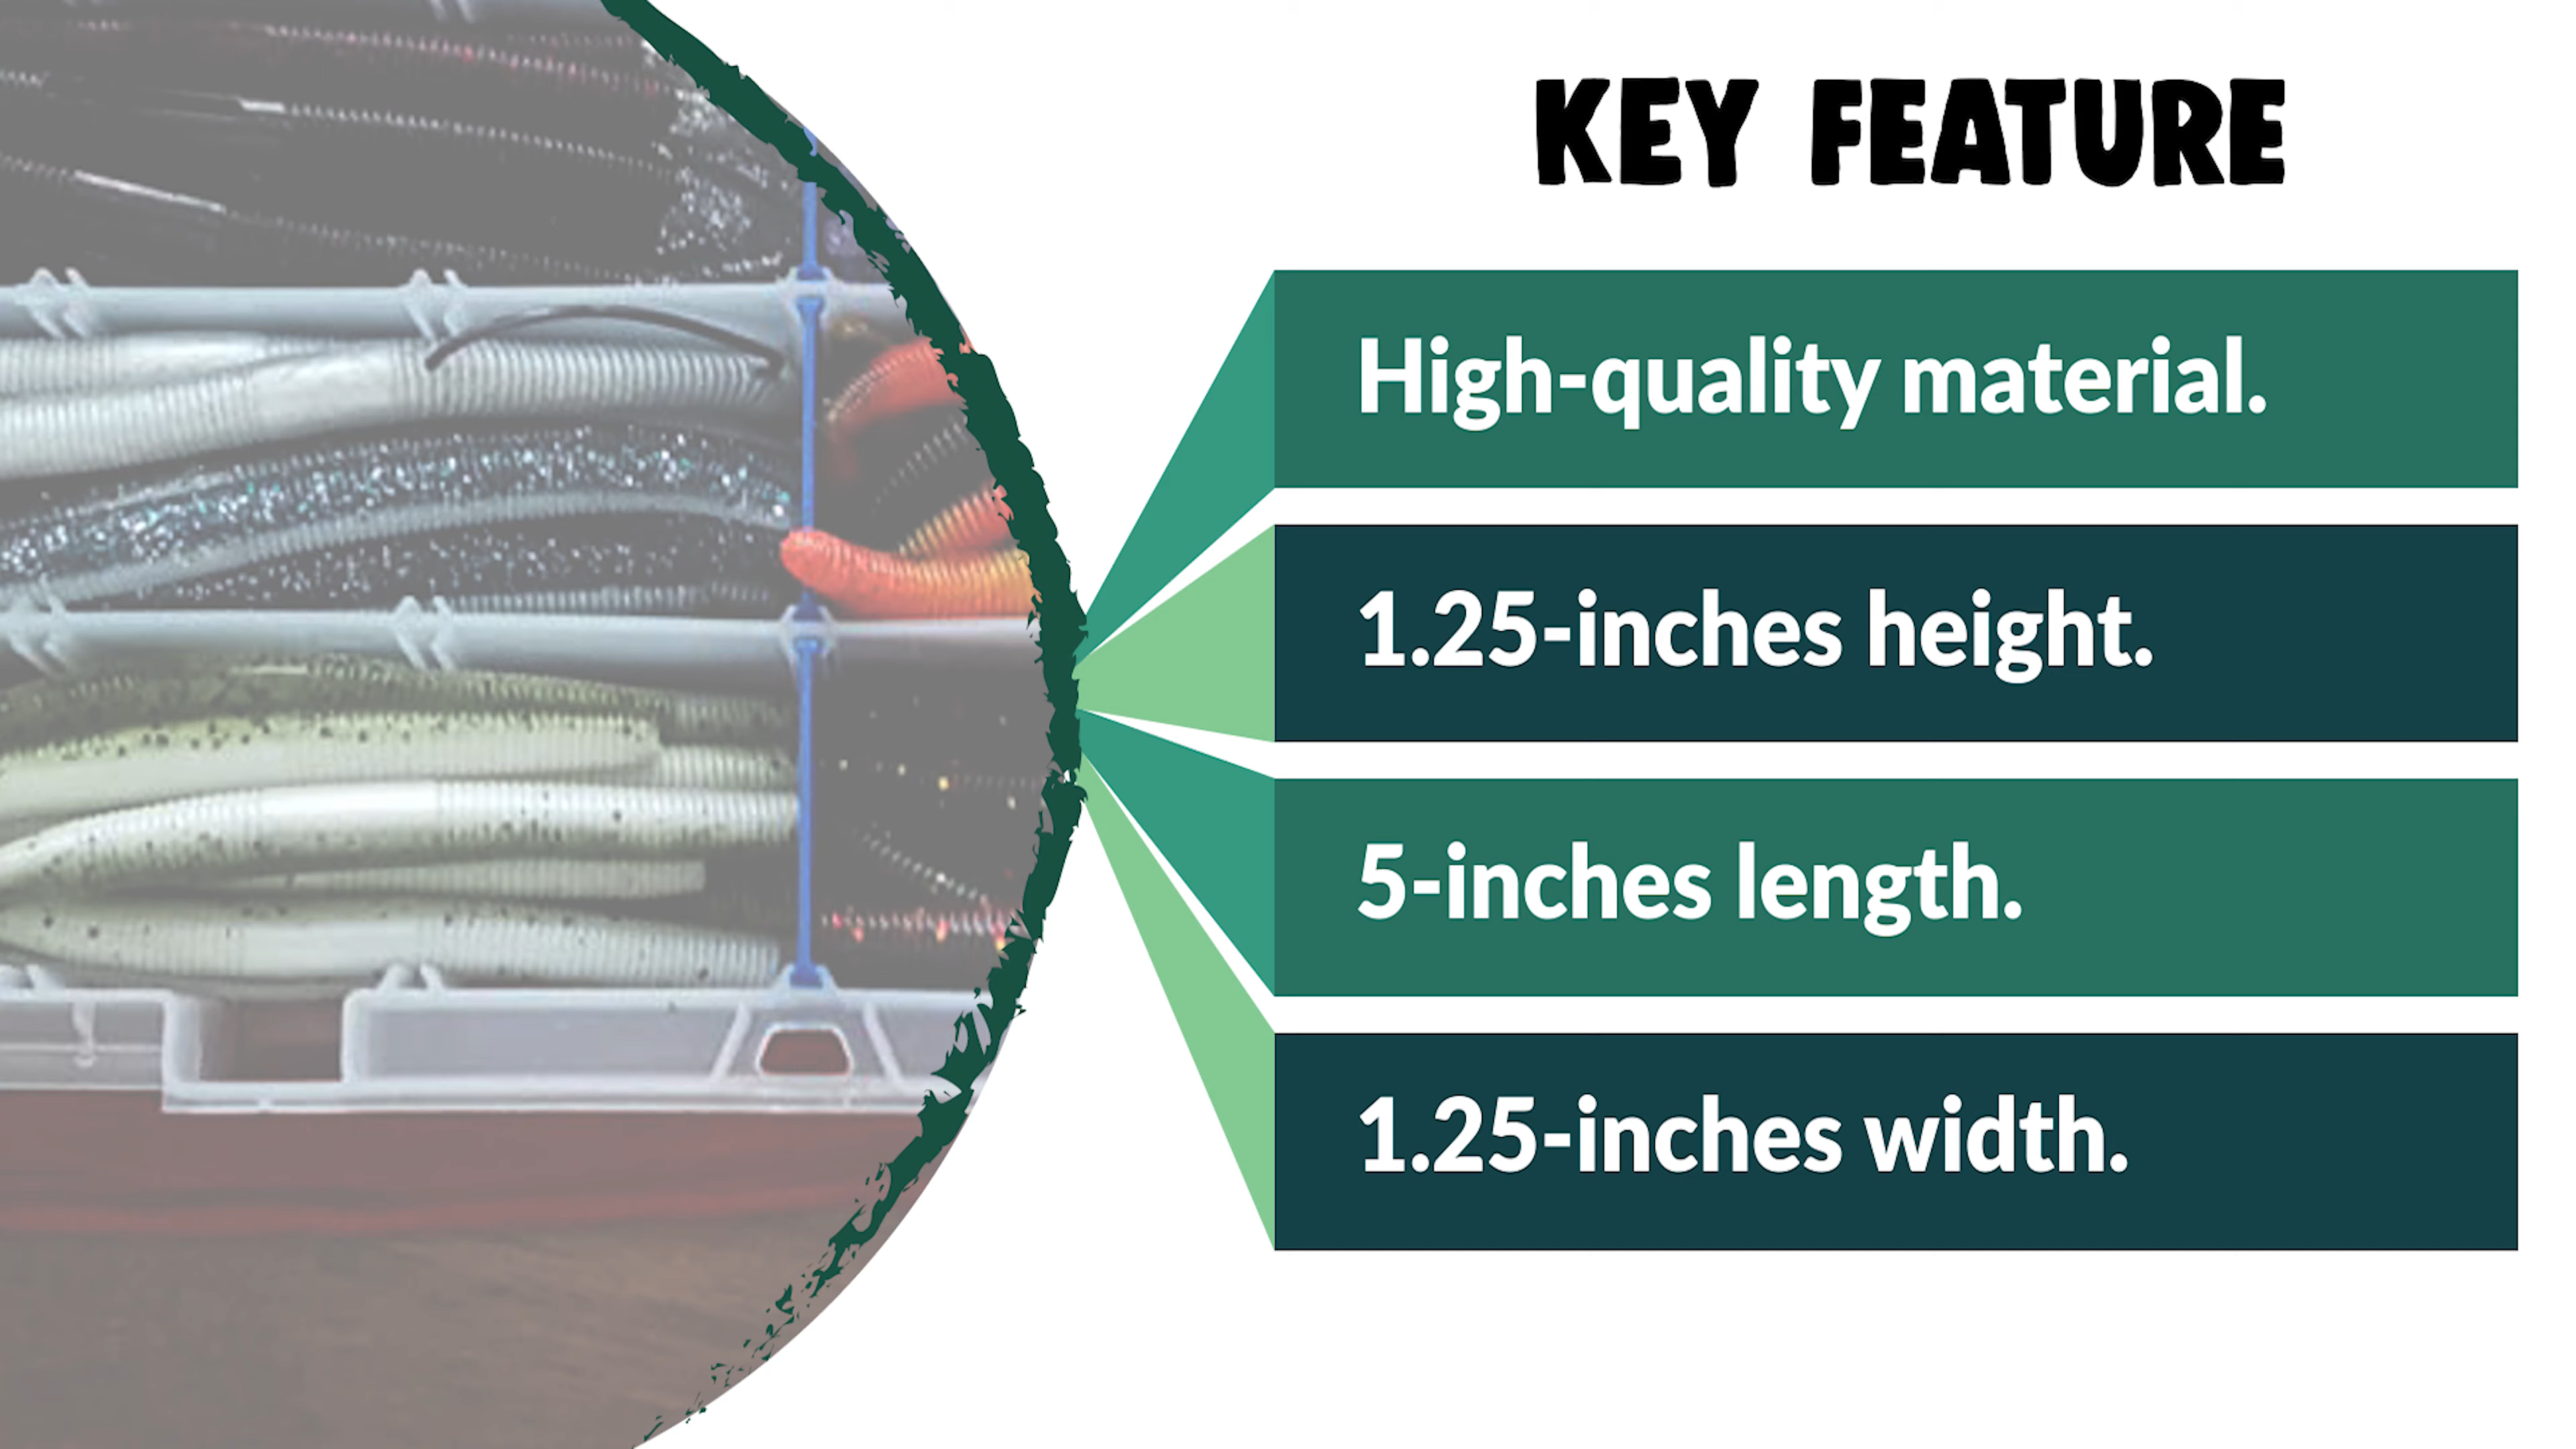 KEY FEATURE
High-quality material.
1.25-inches height.
5-inches length.
1.25-inches width.